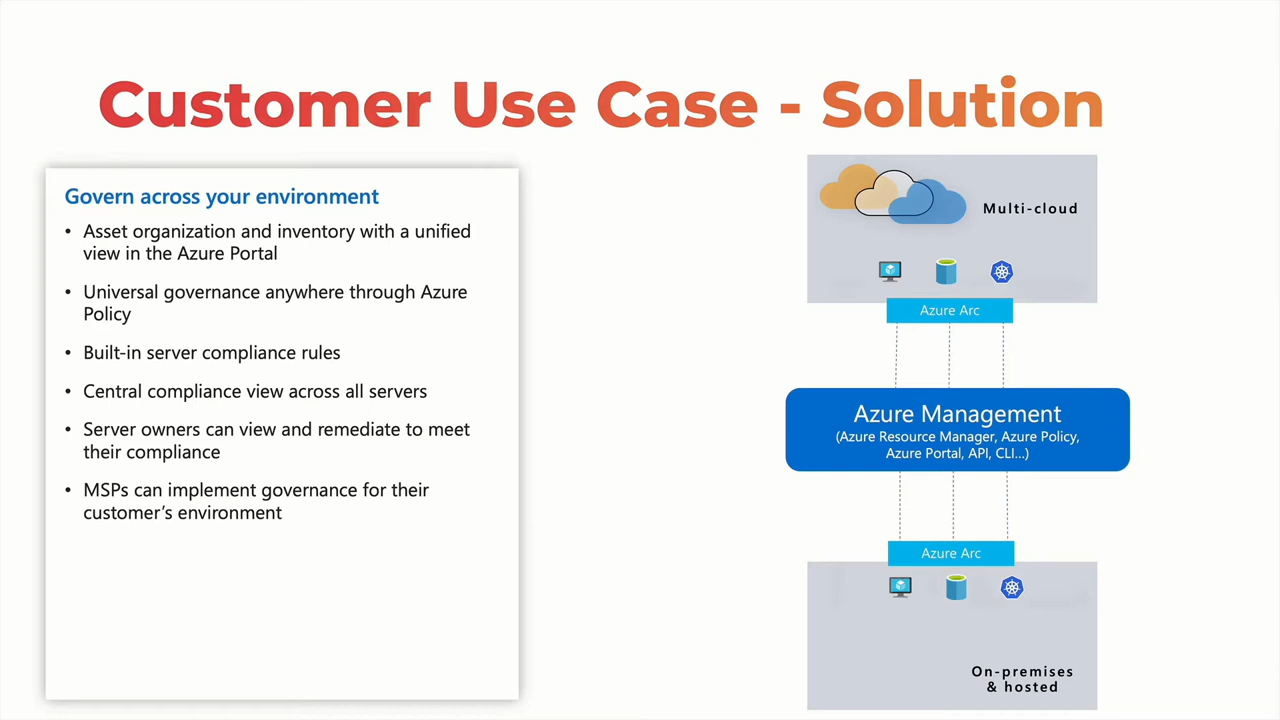 Customer Use Case - Solution
Govern across your environment
• Asset organization and inventory with a unified
view in the Azure Portal
• Universal governance anywhere through Azure
Policy
• Built-in server compliance rules
• Central compliance view across all servers
• Server owners can view and remediate to meet
their compliance
• MSPs can implement governance for their
customer’s environment
Multi-cloud
Azure Arc
Azure Management
(Azure Resource Manager, Azure Policy,
Azure Portal, API, CLI...)
Azure Arc
On-premises
& hosted